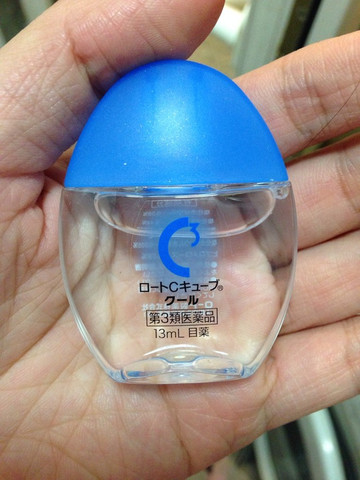 C3
ロートCキューブ®
クール
第3類医薬品
13mL 目薬